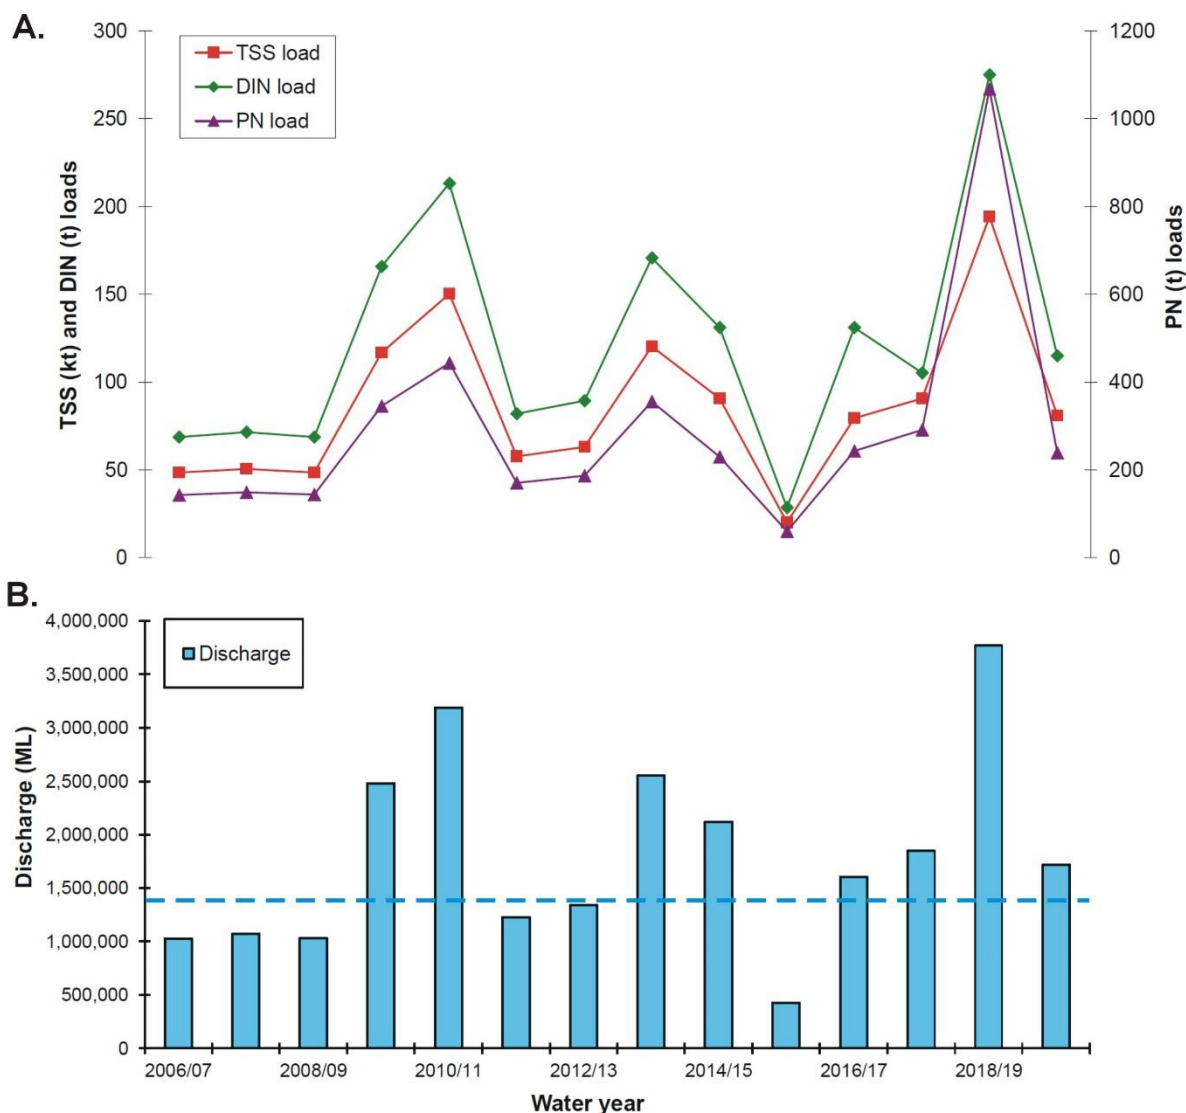 A.
TSS load
DIN load
PN load
300
250
200
150
100
50
0
TSS (kt) and DIN (t) loads
1200
1000
800
600
400
200
0
PN (t) loads
B.
Discharge
4,000,000
3,500,000
3,000,000
2,500,000
2,000,000
1,500,000
1,000,000
500,000
0
Discharge (ML)
2006/07 2008/09 2010/11 2012/13 2014/15 2016/17 2018/19
Water year